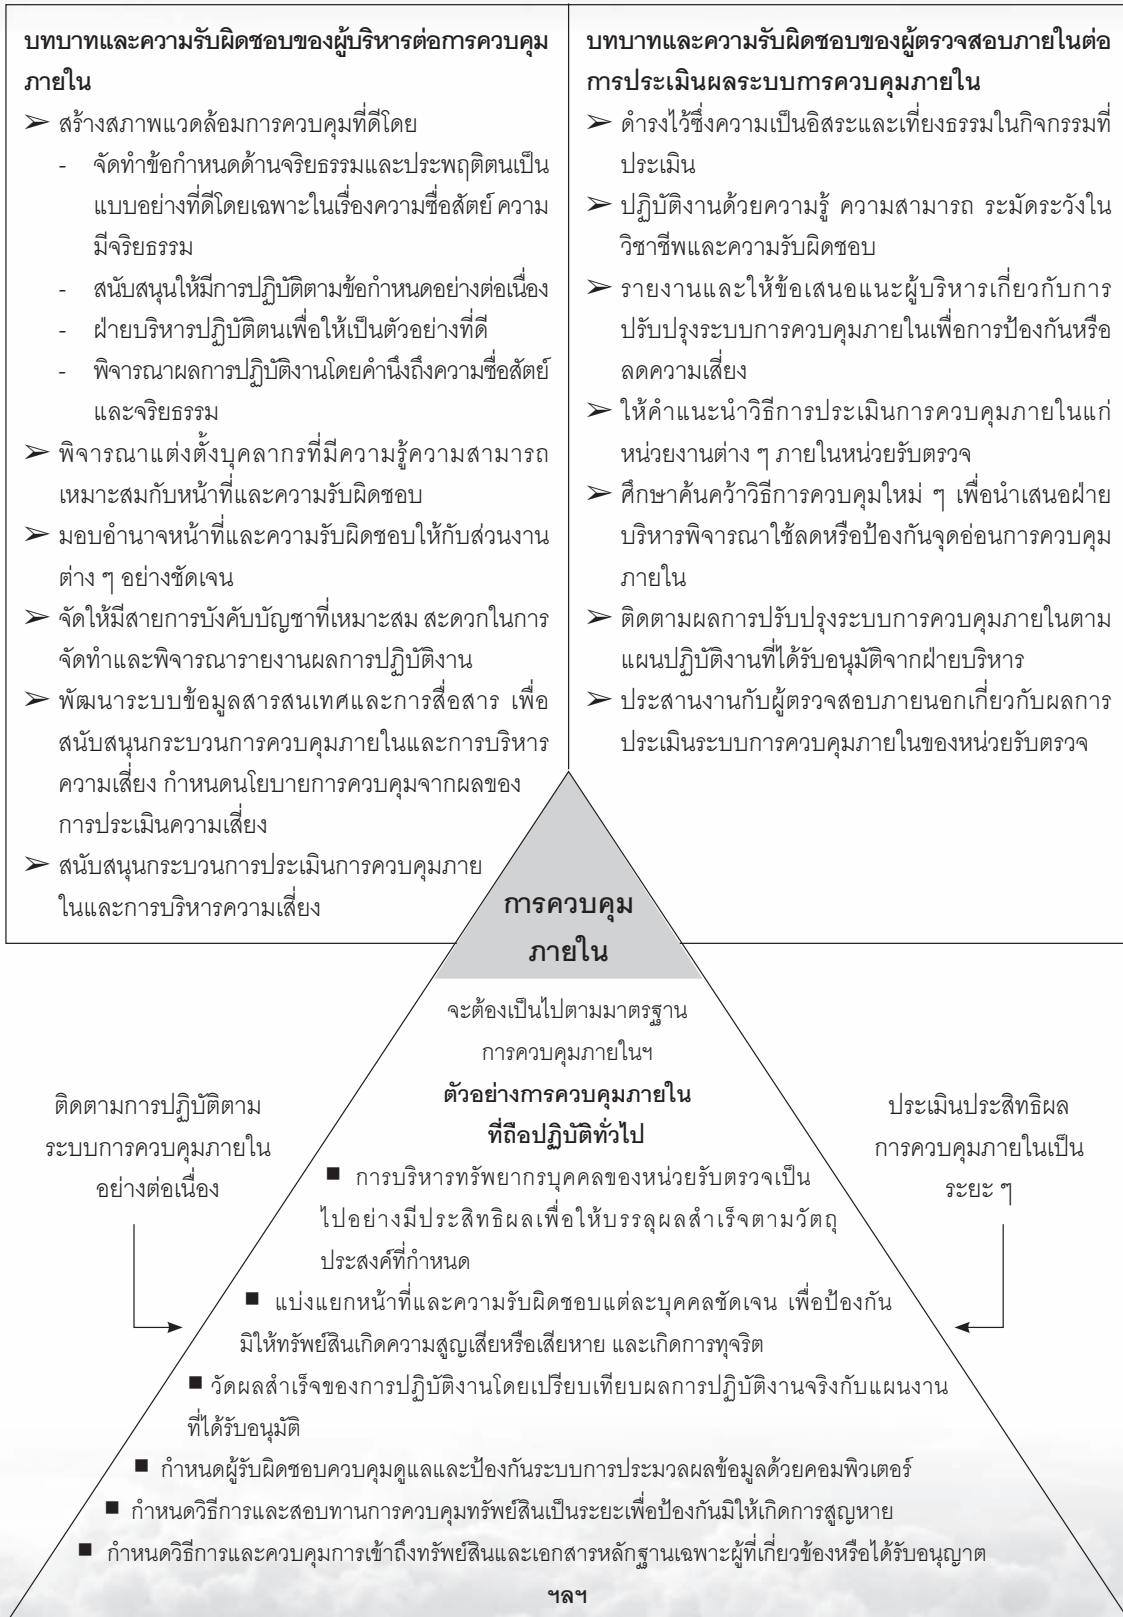 บทบาทและความรับผิดชอบของผู้บริหารต่อการควบคุม
ภายใน
➢ สร้างสภาพแวดล้อมการควบคุมที่ดีโดย
- จัดทำข้อกำหนดด้านจริยธรรมและประพฤติตนเป็น
แบบอย่างที่ดีโดยเฉพาะในเรื่องความซื่อสัตย์ ความ
มีจริยธรรม
- สนับสนุนให้มีการปฏิบัติตามข้อกำหนดอย่างต่อเนื่อง
- ฝ่ายบริหารปฏิบัติตนเพื่อให้เป็นตัวอย่างที่ดี
- พิจารณาผลการปฏิบัติงานโดยคำนึงถึงความซื่อสัตย์
และจริยธรรม
➢ พิจารณาแต่งตั้งบุคลากรที่มีความรู้ความสามารถ
เหมาะสมกับหน้าที่และความรับผิดชอบ
➢ มอบอำนาจหน้าที่และความรับผิดชอบให้กับส่วนงาน
ต่าง ๆ อย่างชัดเจน
➢ จัดให้มีสายการบังคับบัญชาที่เหมาะสม สะดวกในการ
จัดทำและพิจารณารายงานผลการปฏิบัติงาน
➢ พัฒนาระบบข้อมูลสารสนเทศและการสื่อสาร เพื่อ
สนับสนุนกระบวนการควบคุมภายในและการบริหาร
ความเสี่ยง กำหนดนโยบายการควบคุมจากผลของ
การประเมินความเสี่ยง
➢ สนับสนุนกระบวนการประเมินการควบคุมภาย
ในและการบริหารความเสี่ยง
บทบาทและความรับผิดชอบของผู้ตรวจสอบภายในต่อ
การประเมินผลระบบการควบคุมภายใน
➢ ดำรงไว้ซึ่งความเป็นอิสระและเที่ยงธรรมในกิจกรรมที่
ประเมิน
➢ ปฏิบัติงานด้วยความรู้ ความสามารถ ระมัดระวังใน
วิชาชีพและความรับผิดชอบ
➢ รายงานและให้ข้อเสนอแนะผู้บริหารเกี่ยวกับการ
ปรับปรุงระบบการควบคุมภายในเพื่อการป้องกันหรือ
ลดความเสี่ยง
➢ ให้คำแนะนำวิธีการประเมินการควบคุมภายในแก่
หน่วยงานต่าง ๆ ภายในหน่วยรับตรวจ
➢ ศึกษาค้นคว้าวิธีการควบคุมใหม่ ๆ เพื่อนำเสนอฝ่าย
บริหารพิจารณาใช้ลดหรือป้องกันจุดอ่อนการควบคุม
ภายใน
➢ ติดตามผลการปรับปรุงระบบการควบคุมภายในตาม
แผนปฏิบัติงานที่ได้รับอนุมัติจากฝ่ายบริหาร
➢ ประสานงานกับผู้ตรวจสอบภายนอกเกี่ยวกับผลการ
ประเมินระบบการควบคุมภายในของหน่วยรับตรวจ
การควบคุม
ภายใน
จะต้องเป็นไปตามมาตรฐาน
การควบคุมภายในฯ
ตัวอย่างการควบคุมภายใน
ที่ถือปฏิบัติทั่วไป
ติดตามการปฏิบัติตาม
ระบบการควบคุมภายใน
อย่างต่อเนื่อง
ประเมินประสิทธิผล
การควบคุมภายในเป็น
ระยะ ๆ
■ การบริหารทรัพยากรบุคคลของหน่วยรับตรวจเป็น
ไปอย่างมีประสิทธิผลเพื่อให้บรรลุผลสำเร็จตามวัตถุ
ประสงค์ที่กำหนด
■ แบ่งแยกหน้าที่และความรับผิดชอบแต่ละบุคคลชัดเจน เพื่อป้องกัน
มิให้ทรัพย์สินเกิดความสูญเสียหรือเสียหาย และเกิดการทุจริต
■ วัดผลสำเร็จของการปฏิบัติงานโดยเปรียบเทียบผลการปฏิบัติงานจริงกับแผนงาน
ที่ได้รับอนุมัติ
■ กำหนดผู้รับผิดชอบควบคุมดูแลและป้องกันระบบการประมวลผลข้อมูลด้วยคอมพิวเตอร์
■ กำหนดวิธีการและสอบทานการควบคุมทรัพย์สินเป็นระยะเพื่อป้องกันมิให้เกิดการสูญหาย
■ กำหนดวิธีการและควบคุมการเข้าถึงทรัพย์สินและเอกสารหลักฐานเฉพาะผู้ที่เกี่ยวข้องหรือได้รับอนุญาต
ฯลฯ